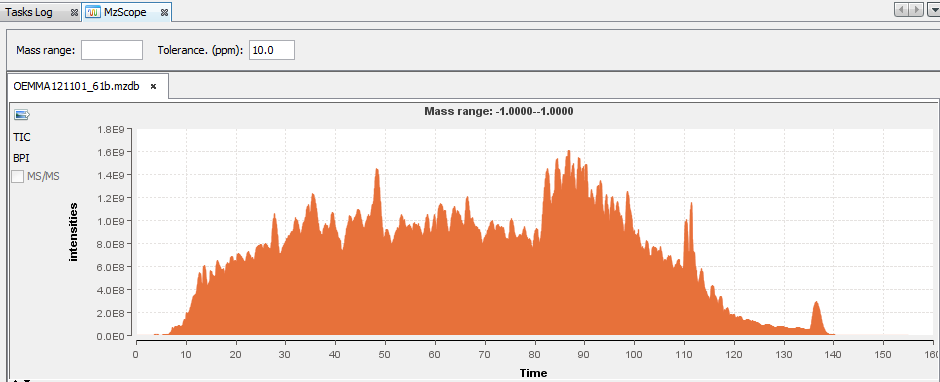 Tasks Log MzScope
Mass range: Tolerance. (ppm): 10.0
OEMMA121101_61b.mzdb
Mass range: -1.0000--1.0000
TIC
BPI
MS/MS
intensities
1.8E9
1.6E9
1.4E9
1.2E9
1.0E9
8.0E8
6.0E8
4.0E8
2.0E8
0.0E0
0 10 20 30 40 50 60 70 80 90 100 110 120 130 140 150 160
Time